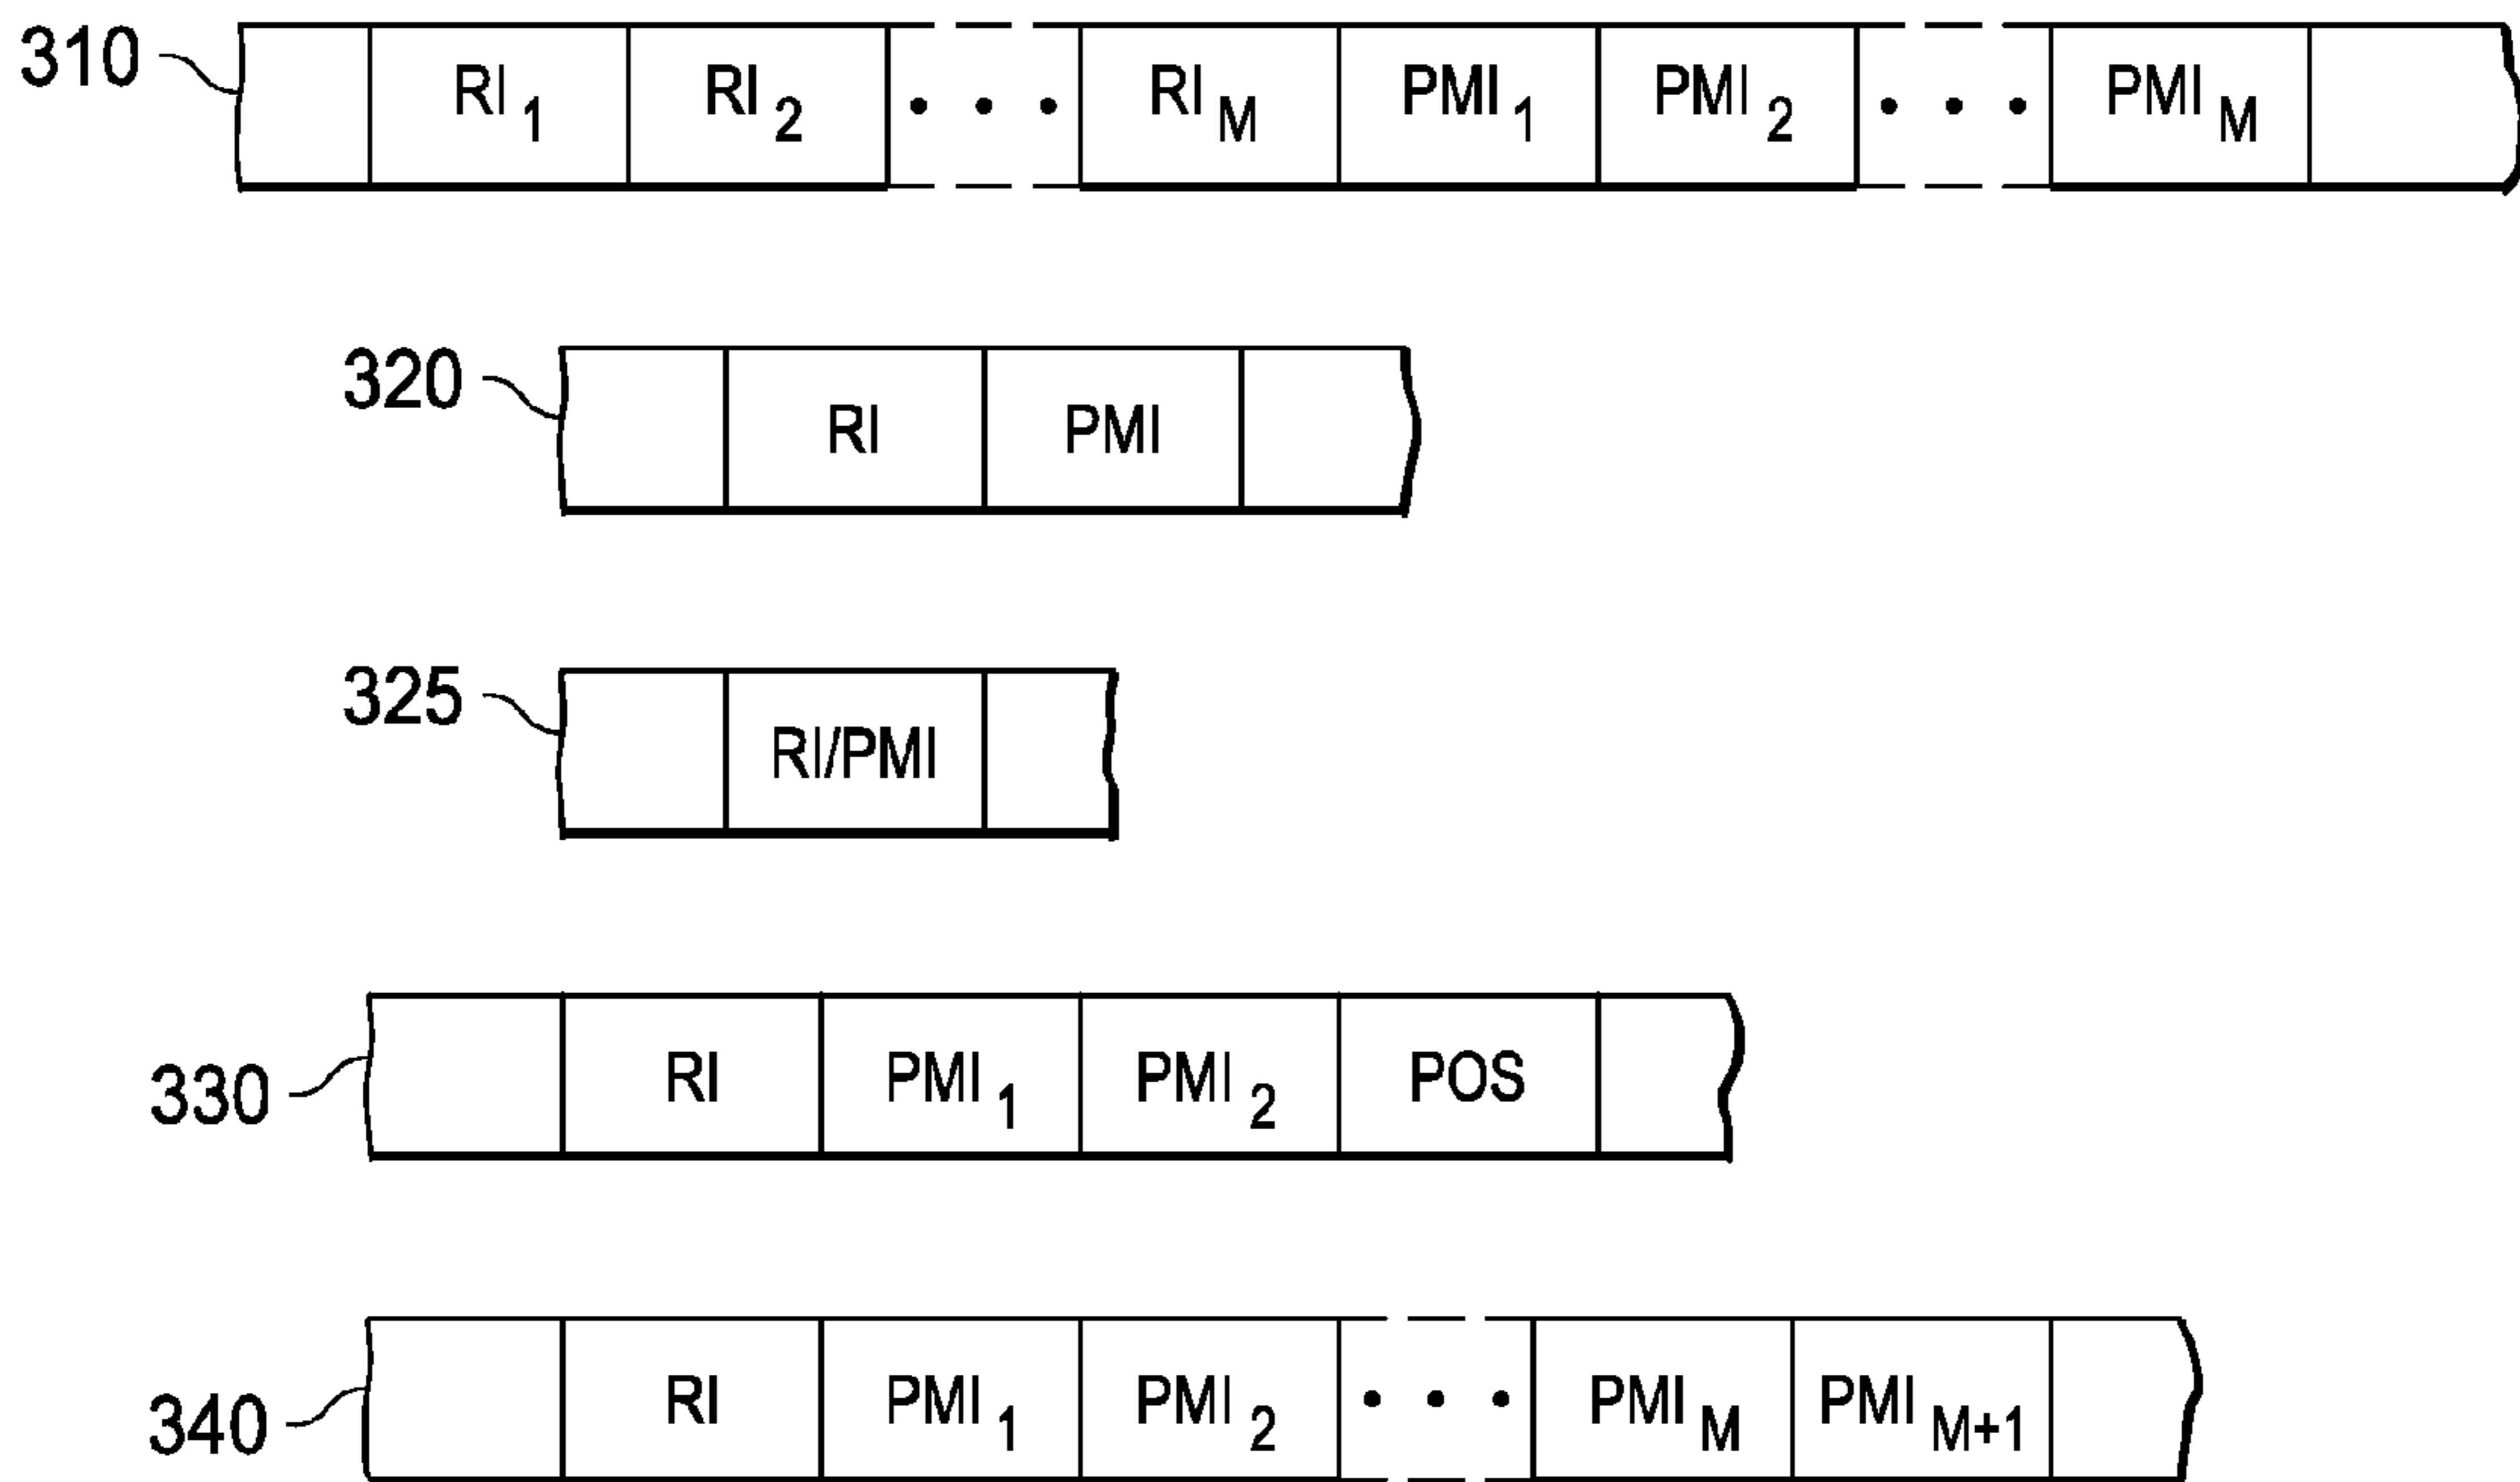 310 RI 1 RI 2 • • • RI M PMI 1 PMI 2 • • • PMI M
320 RI PMI
325 RI/PMI
330 RI PMI 1 PMI 2 POS
340 RI PMI 1 PMI 2 • • • PMI M PMI M+1